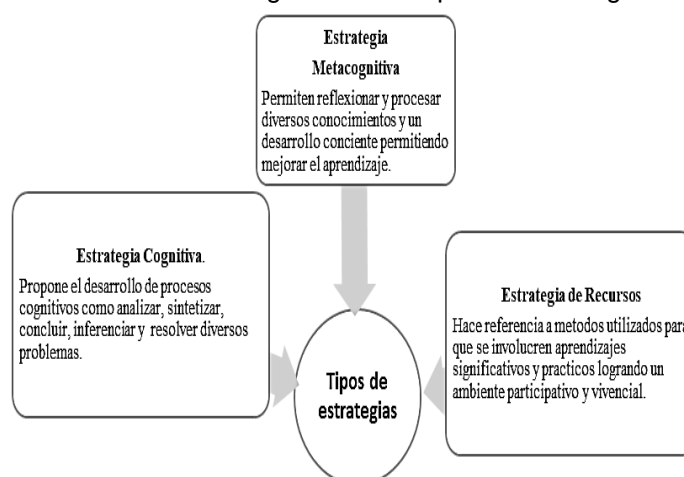 Estrategia
Metacognitiva
Permiten reflexionar y procesar
diversos conocimientos y un
desarrollo conciente permitiendo
mejorar el aprendizaje.
Estrategia Cognitiva.
Propone el desarrollo de procesos
cognitivos como analizar, sintetizar,
concluir, inferenciar y resolver diversos
problemas.
Estrategia de Recursos
Hace referencia a metodos utilizados para
que se involucren aprendizajes
significativos y practicos logrando un
ambiente participativo y vivencial.
Tipos de
estrategias